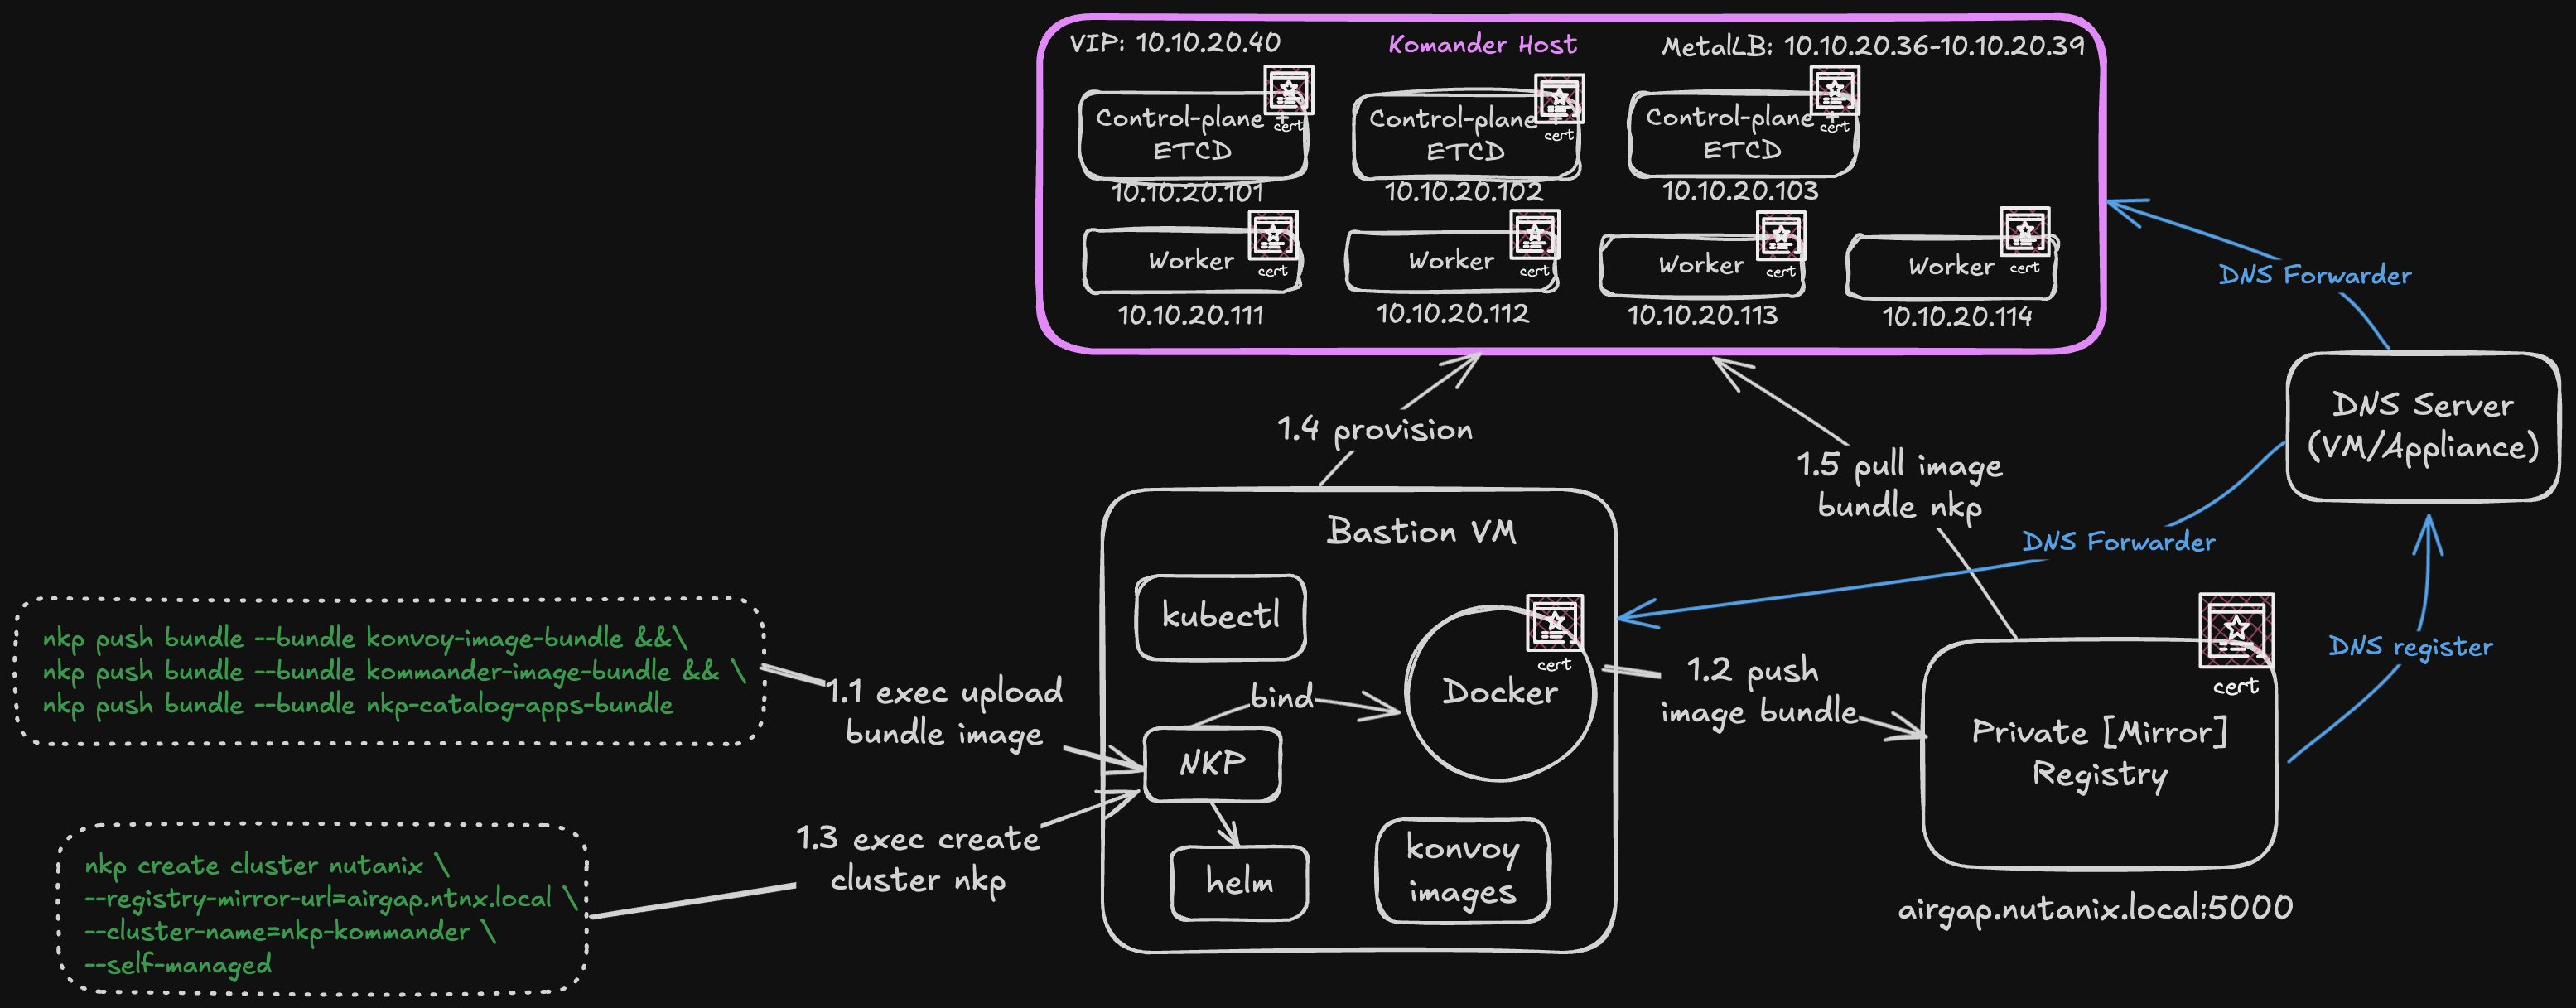 VIP: 10.10.20.40
Komander Host
MetalLB: 10.10.20.36-10.10.20.39
Control-plane +
ETCD
cert
10.10.20.101
Control-plane +
ETCD
cert
10.10.20.102
Control-plane +
ETCD
cert
10.10.20.103
Worker
cert
10.10.20.111
Worker
cert
10.10.20.112
Worker
cert
10.10.20.113
Worker
cert
10.10.20.114
DNS Forwarder
DNS Server
(VM/Appliance)
1.4 provision
1.5 pull image
bundle nkp
DNS Forwarder
DNS register
Bastion VM
kubectl
Docker
cert
bind
NKP
helm
konvoy
images
nkp push bundle --bundle konvoy-image-bundle &&\
nkp push bundle --bundle kommander-image-bundle && \
nkp push bundle --bundle nkp-catalog-apps-bundle
1.1 exec upload
bundle image
1.2 push
image bundle
cert
Private [Mirror]
Registry
airgap.nutanix.local:5000
1.3 exec create
cluster nkp
nkp create cluster nutanix \
--registry-mirror-url=airgap.ntnx.local \
--cluster-name=nkp-kommander \
--self-managed